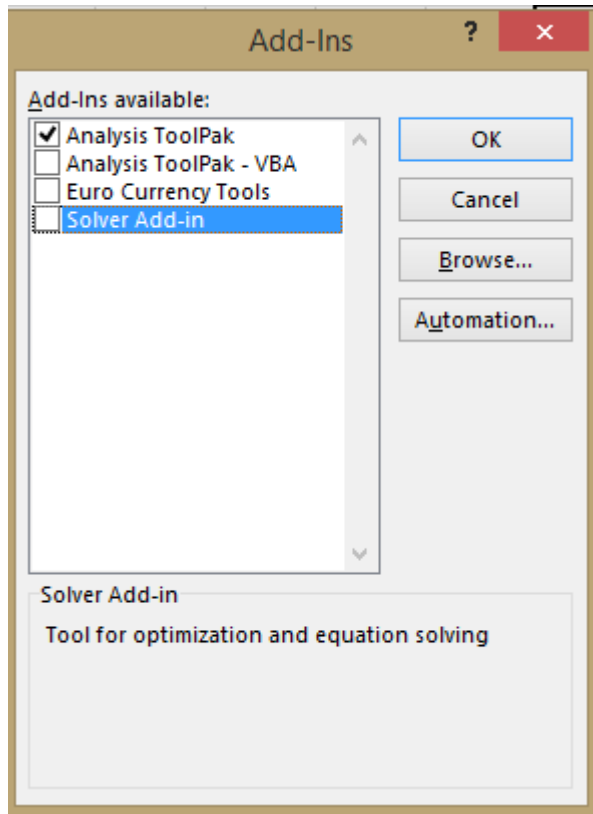 Add-Ins ? ×
Add-Ins available:
Analysis ToolPak
Analysis ToolPak - VBA
Euro Currency Tools
Solver Add-in
OK
Cancel
Browse...
Automation...
Solver Add-in
Tool for optimization and equation solving